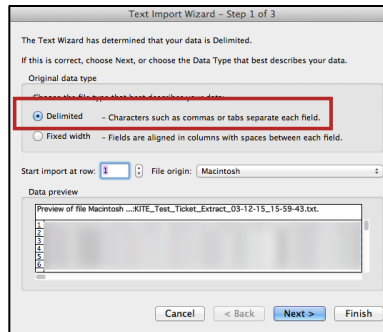 Text Import Wizard – Step 1 of 3
The Text Wizard has determined that your data is Delimited.
If this is correct, choose Next, or choose the Data Type that best describes your data.
Original data type
Choose the file type that best describes your data:
Delimited – Characters such as commas or tabs separate each field.
Fixed width – Fields are aligned in columns with spaces between each field.
Start import at row: 1 File origin: Macintosh
Data preview
Preview of file Macintosh ...:KITE_Test_Ticket_Extract_03-12-15_15-59-43.txt.
1
2
3
4
5
6
Cancel < Back Next > Finish